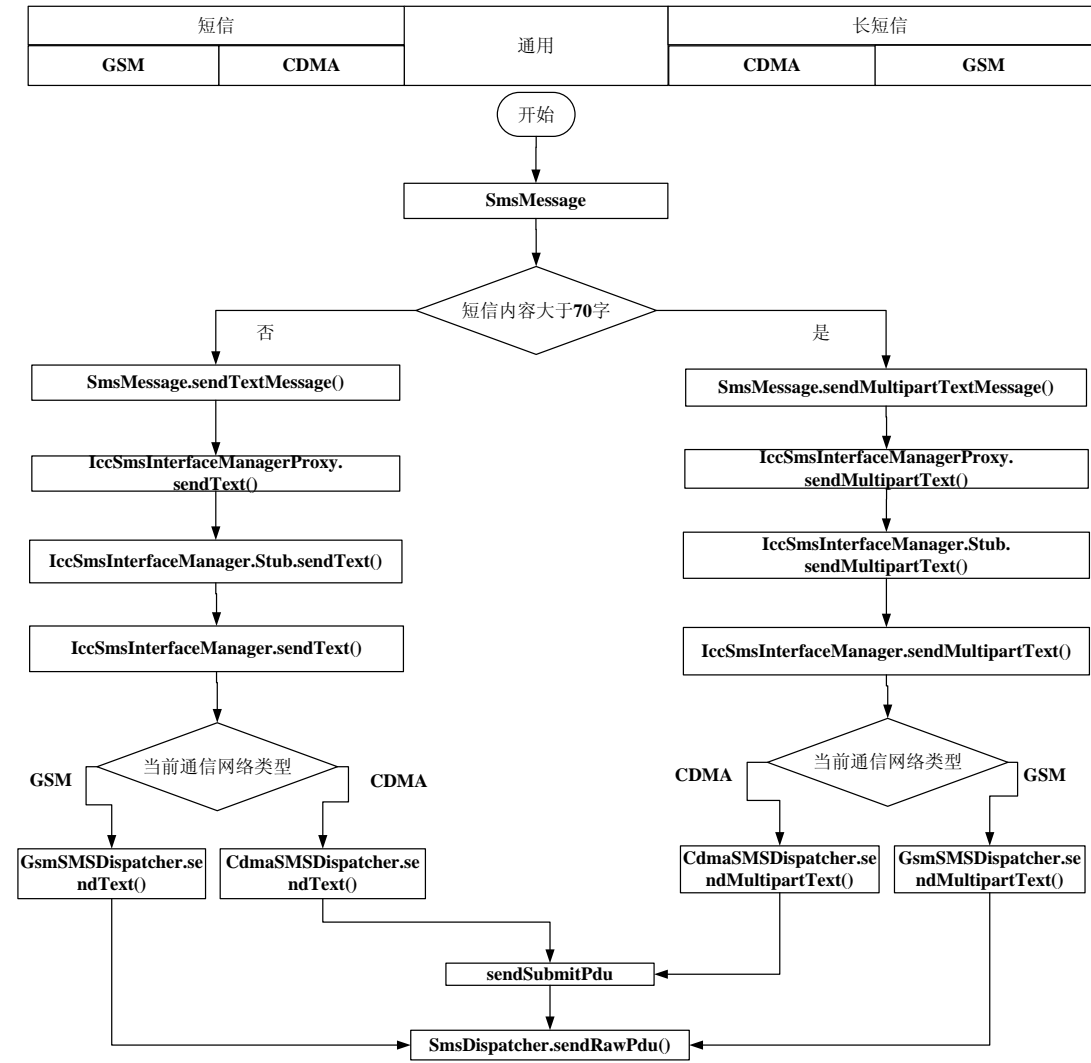 短信
通用
长短信
GSM
CDMA
CDMA
GSM
开始
SmsMessage
短信内容大于70字
否
是
SmsMessage.sendTextMessage()
SmsMessage.sendMultipartTextMessage()
IccSmsInterfaceManagerProxy.
sendText()
IccSmsInterfaceManagerProxy.
sendMultipartText()
IccSmsInterfaceManager.Stub.sendText()
IccSmsInterfaceManager.Stub.
sendMultipartText()
IccSmsInterfaceManager.sendText()
IccSmsInterfaceManager.sendMultipartText()
当前通信网络类型
当前通信网络类型
GSM
CDMA
CDMA
GSM
GsmSMSDispatcher.se
ndText()
CdmaSMSDispatcher.se
ndText()
CdmaSMSDispatcher.se
ndMultipartText()
GsmSMSDispatcher.se
ndMultipartText()
sendSubmitPdu
SmsDispatcher.sendRawPdu()